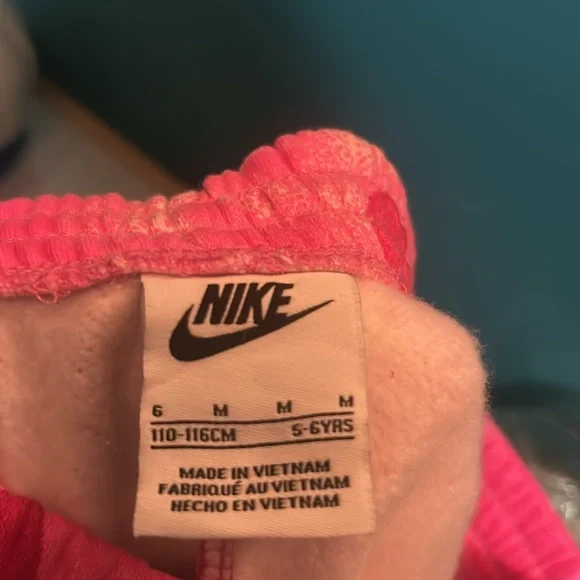 NIKE
6 M M M
110-116CM 5-6YRS
MADE IN VIETNAM
FABRIQUÉ AU VIETNAM
HECHO EN VIETNAM